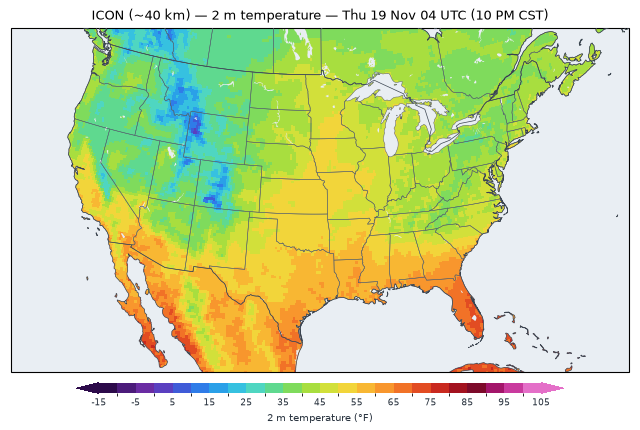 ICON (~40 km) — 2 m temperature — Thu 19 Nov 04 UTC (10 PM CST)
-15 -5 5 15 25 35 45 55 65 75 85 95 105
2 m temperature (°F)